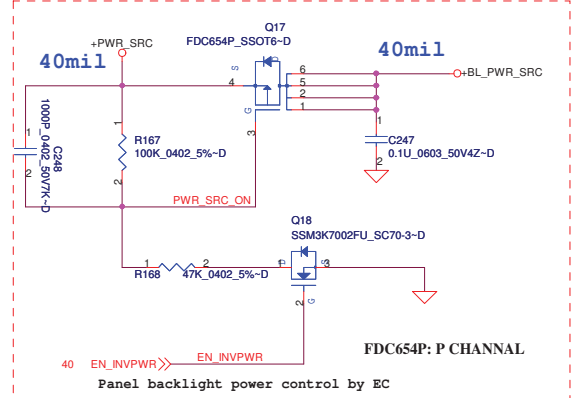 Q17
FDC654P_SSOT6~D
+PWR_SRC
40mil
40mil
S
D
4
6
5
2
1
+BL_PWR_SRC
G
3
1
1
R167
100K_0402_5%~D
2
1
C248
1000P_0402_50V7K~D
2
1
C247
0.1U_0603_50V4Z~D
2
PWR_SRC_ON
Q18
SSM3K7002FU_SC70-3~D
1
2
R168
47K_0402_5%~D
D
S
1
3
2
G
FDC654P: P CHANNAL
40
EN_INVPWR
EN_INVPWR
Panel backlight power control by EC